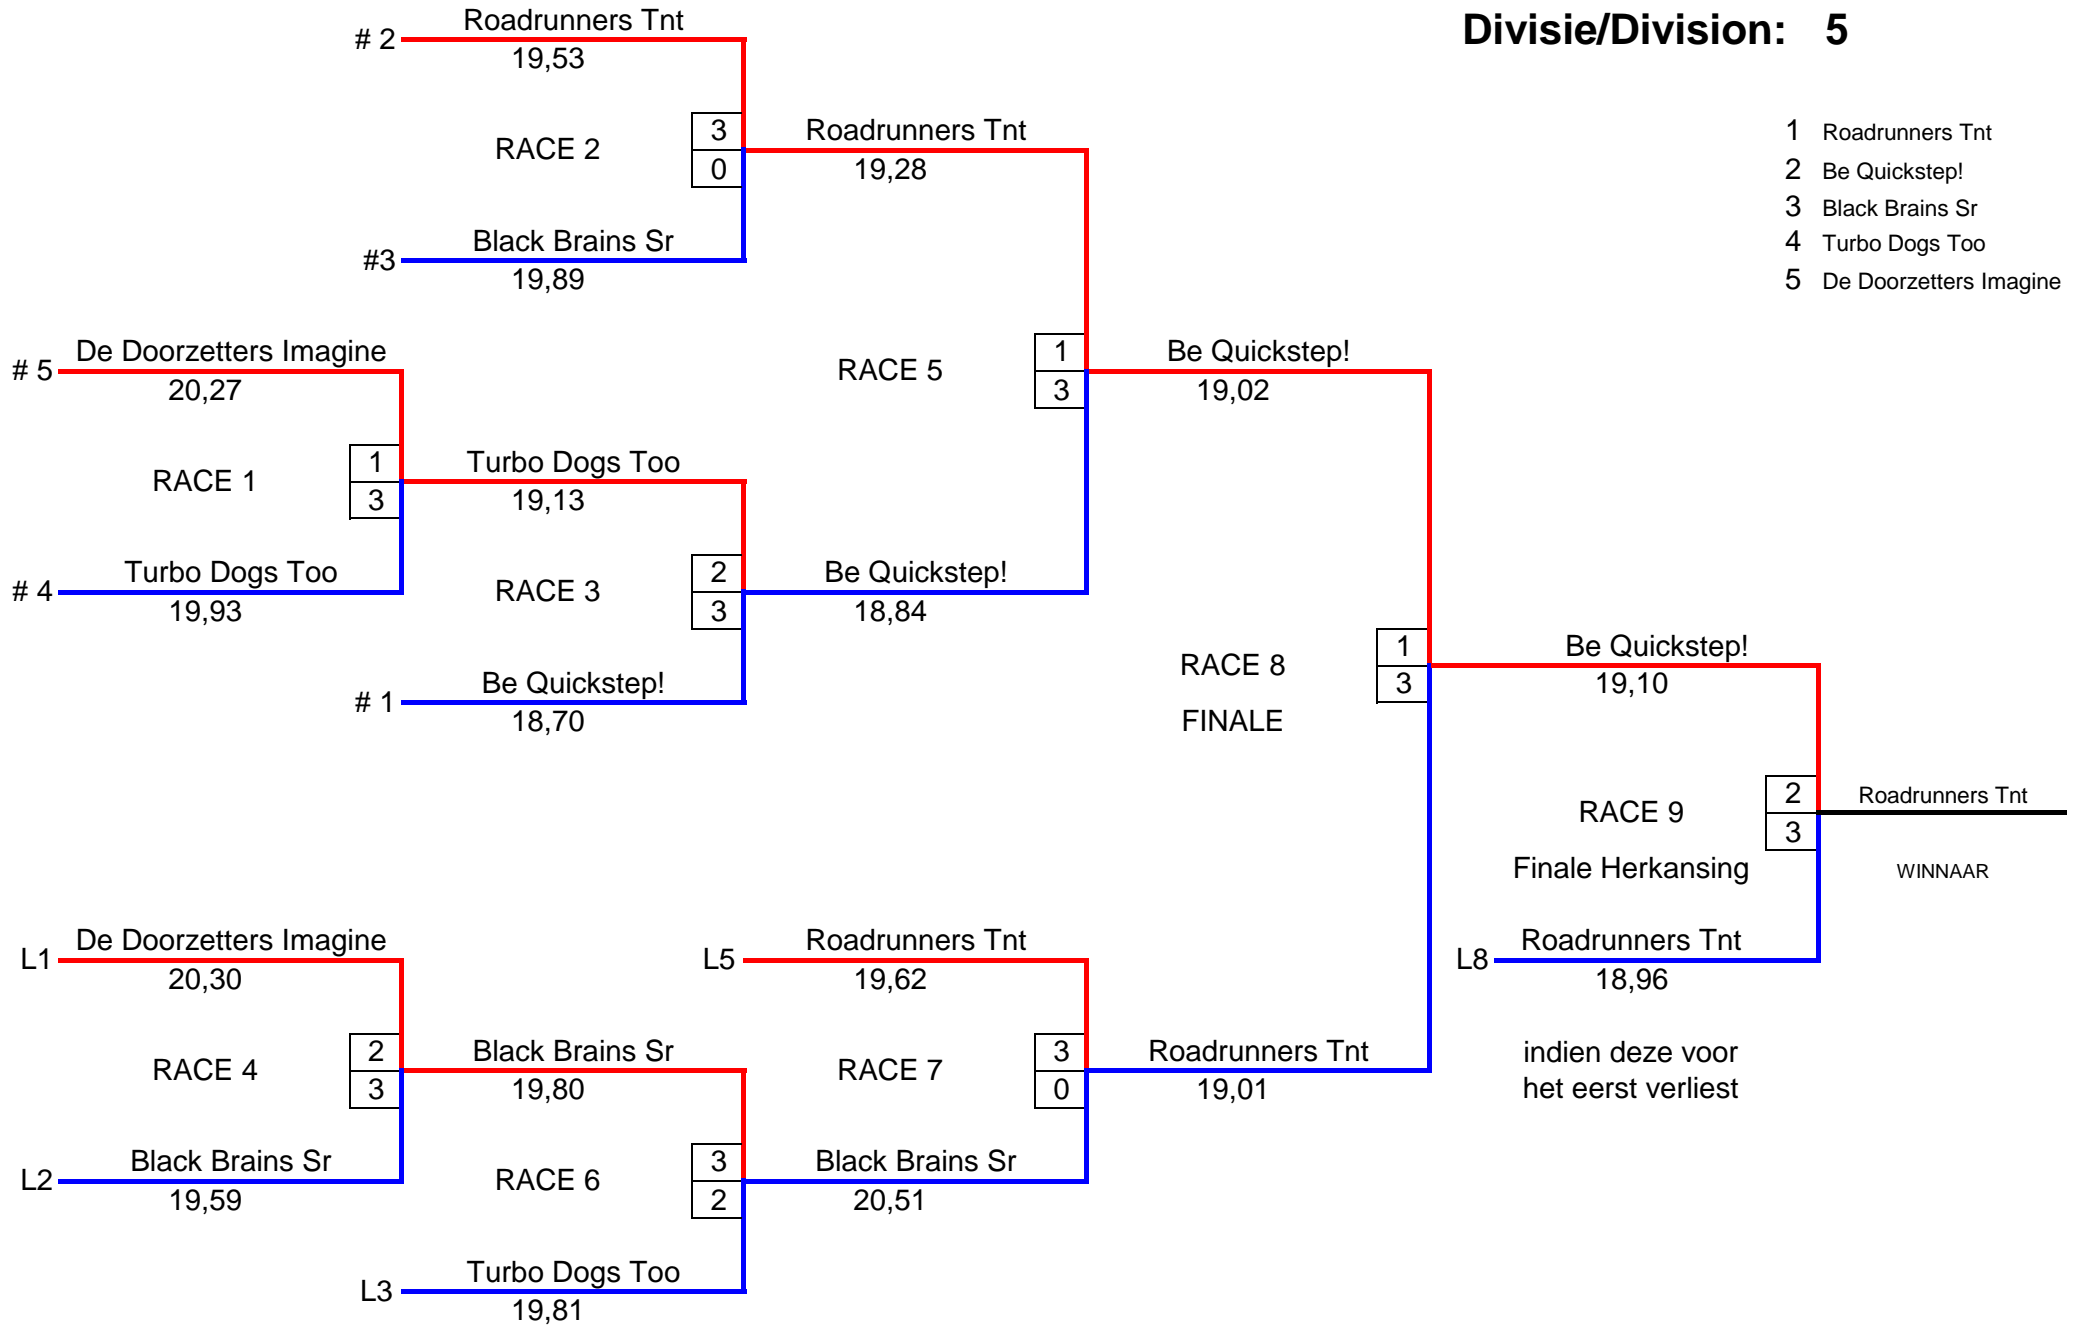 Divisie/Division: 5
1 Roadrunners Tnt
2 Be Quickstep!
3 Black Brains Sr
4 Turbo Dogs Too
5 De Doorzetters Imagine
# 2 Roadrunners Tnt
19,53
RACE 2
3
0
#3 Black Brains Sr
19,89
Roadrunners Tnt
19,28
# 5 De Doorzetters Imagine
20,27
RACE 1
1
3
# 4 Turbo Dogs Too
19,93
Turbo Dogs Too
19,13
RACE 3
2
3
# 1 Be Quickstep!
18,70
RACE 5
1
3
Be Quickstep!
18,84
Be Quickstep!
19,02
RACE 8
FINALE
1
3
Be Quickstep!
19,10
RACE 9
Finale Herkansing
2
3
Roadrunners Tnt
WINNAAR
L8 Roadrunners Tnt
18,96
indien deze voor
het eerst verliest
L1 De Doorzetters Imagine
20,30
RACE 4
2
3
L2 Black Brains Sr
19,59
Black Brains Sr
19,80
RACE 6
3
2
L3 Turbo Dogs Too
19,81
L5 Roadrunners Tnt
19,62
RACE 7
3
0
Black Brains Sr
20,51
Roadrunners Tnt
19,01